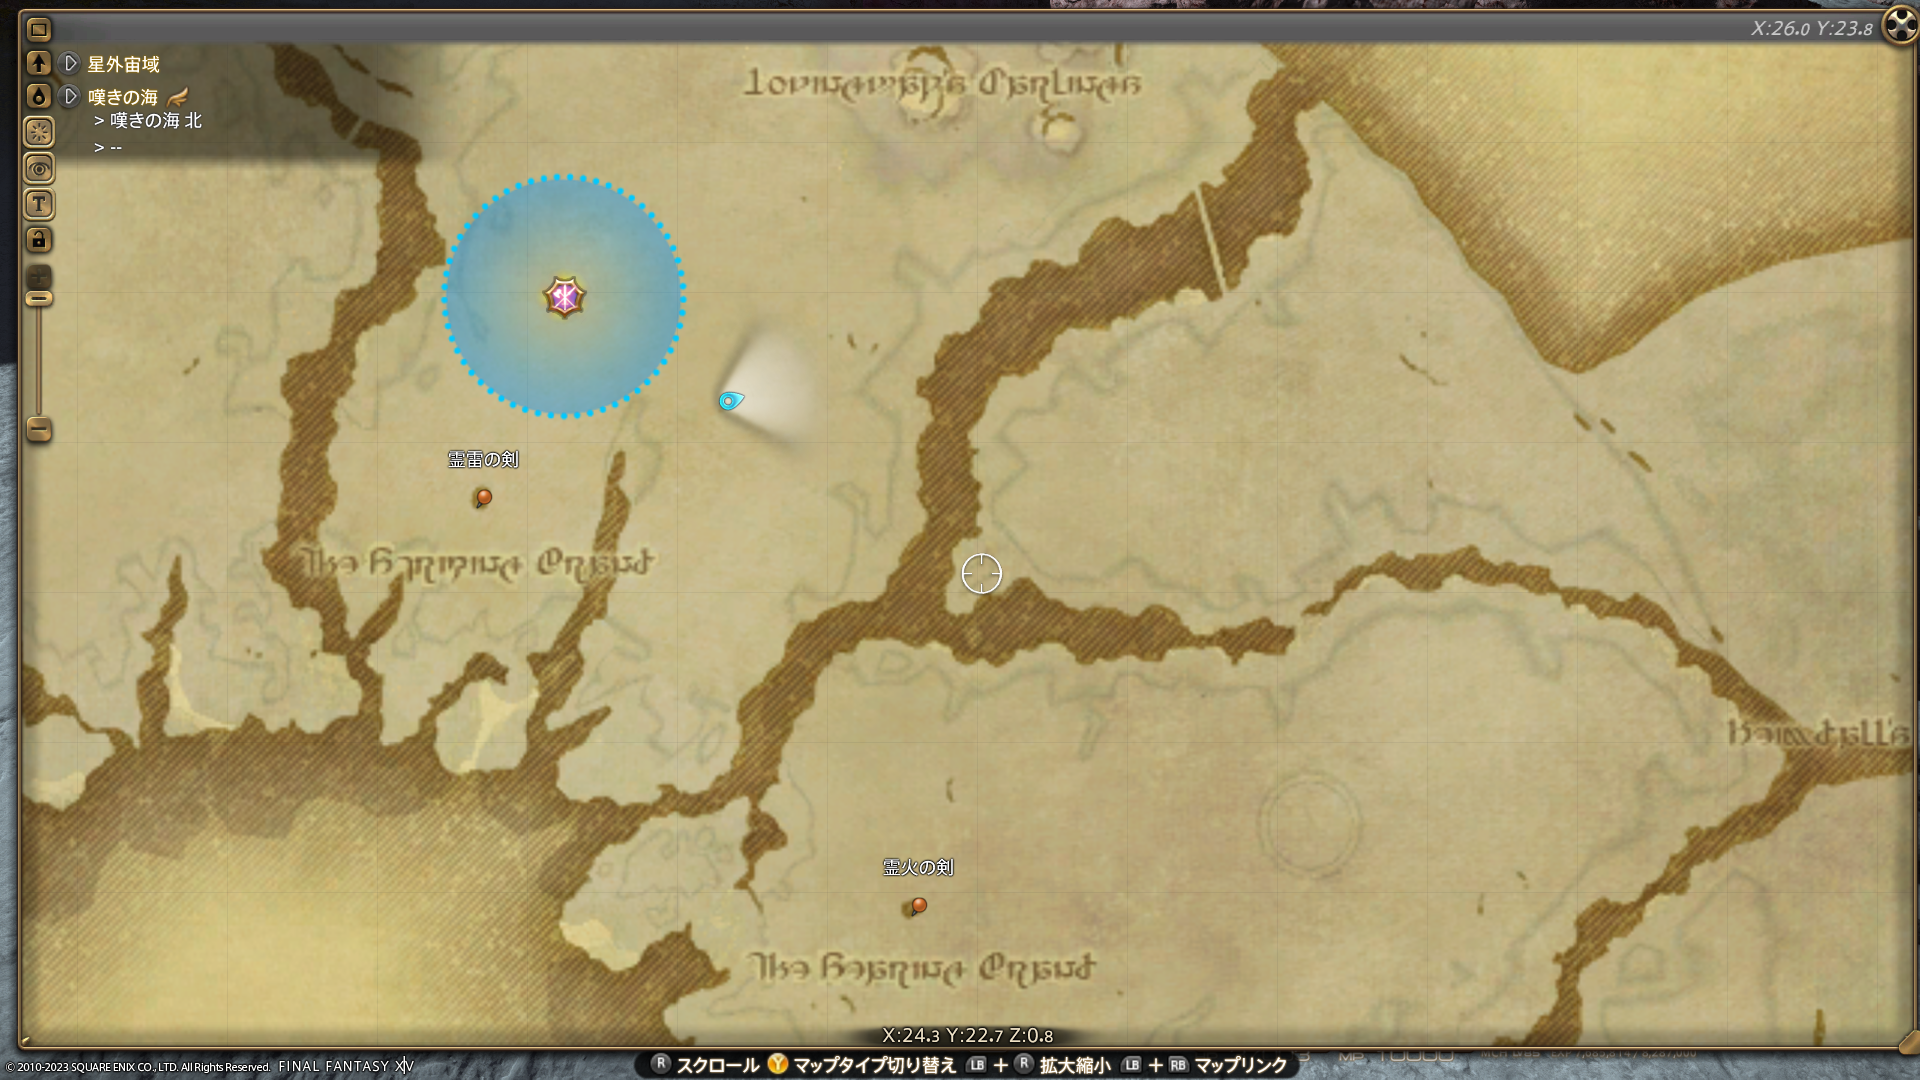 X:26.0 Y:23.8
星外宙域
嘆きの海
> 嘆きの海 北
> --
T
霊雷の剣
霊火の剣
X:24.3 Y:22.7 Z:0.8
R スクロール Y マップタイプ切り替え LB + R 拡大縮小 LB + RB マップリンク
© 2010-2023 SQUARE ENIX CO., LTD. All Rights Reserved. FINAL FANTASY XIV